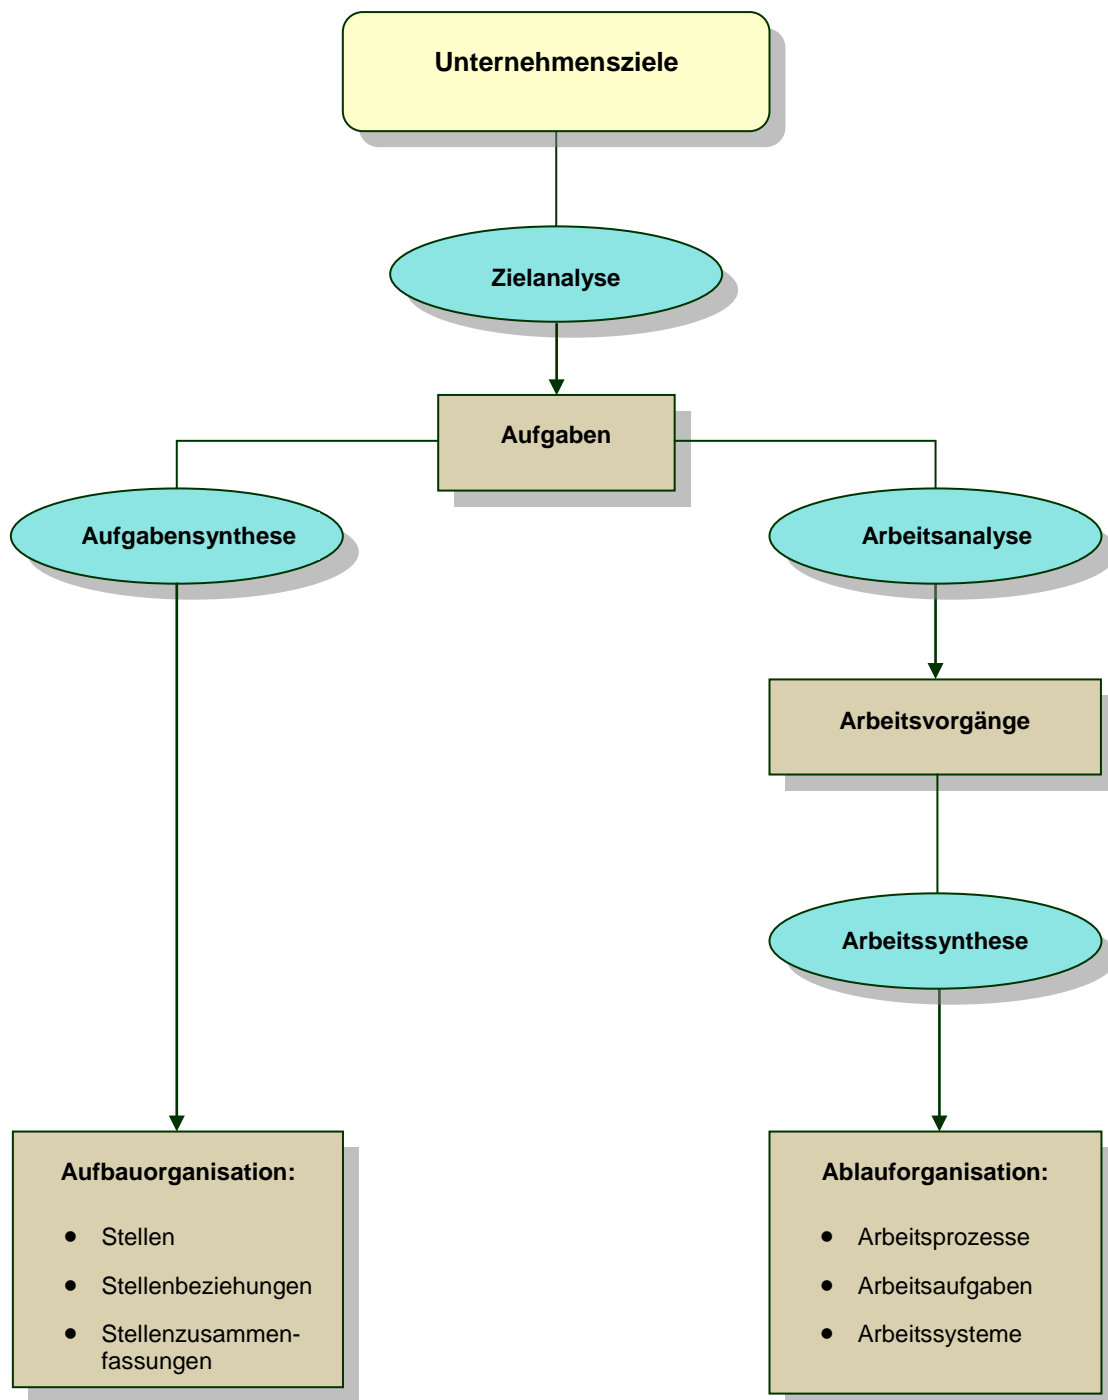 Unternehmensziele
Zielanalyse
Aufgaben
Aufgabensynthese
Arbeitsanalyse
Arbeitsvorgänge
Arbeitssynthese
Aufbauorganisation:
• Stellen
• Stellenbeziehungen
• Stellenzusammen-
fassungen
Ablauforganisation:
• Arbeitsprozesse
• Arbeitsaufgaben
• Arbeitssysteme